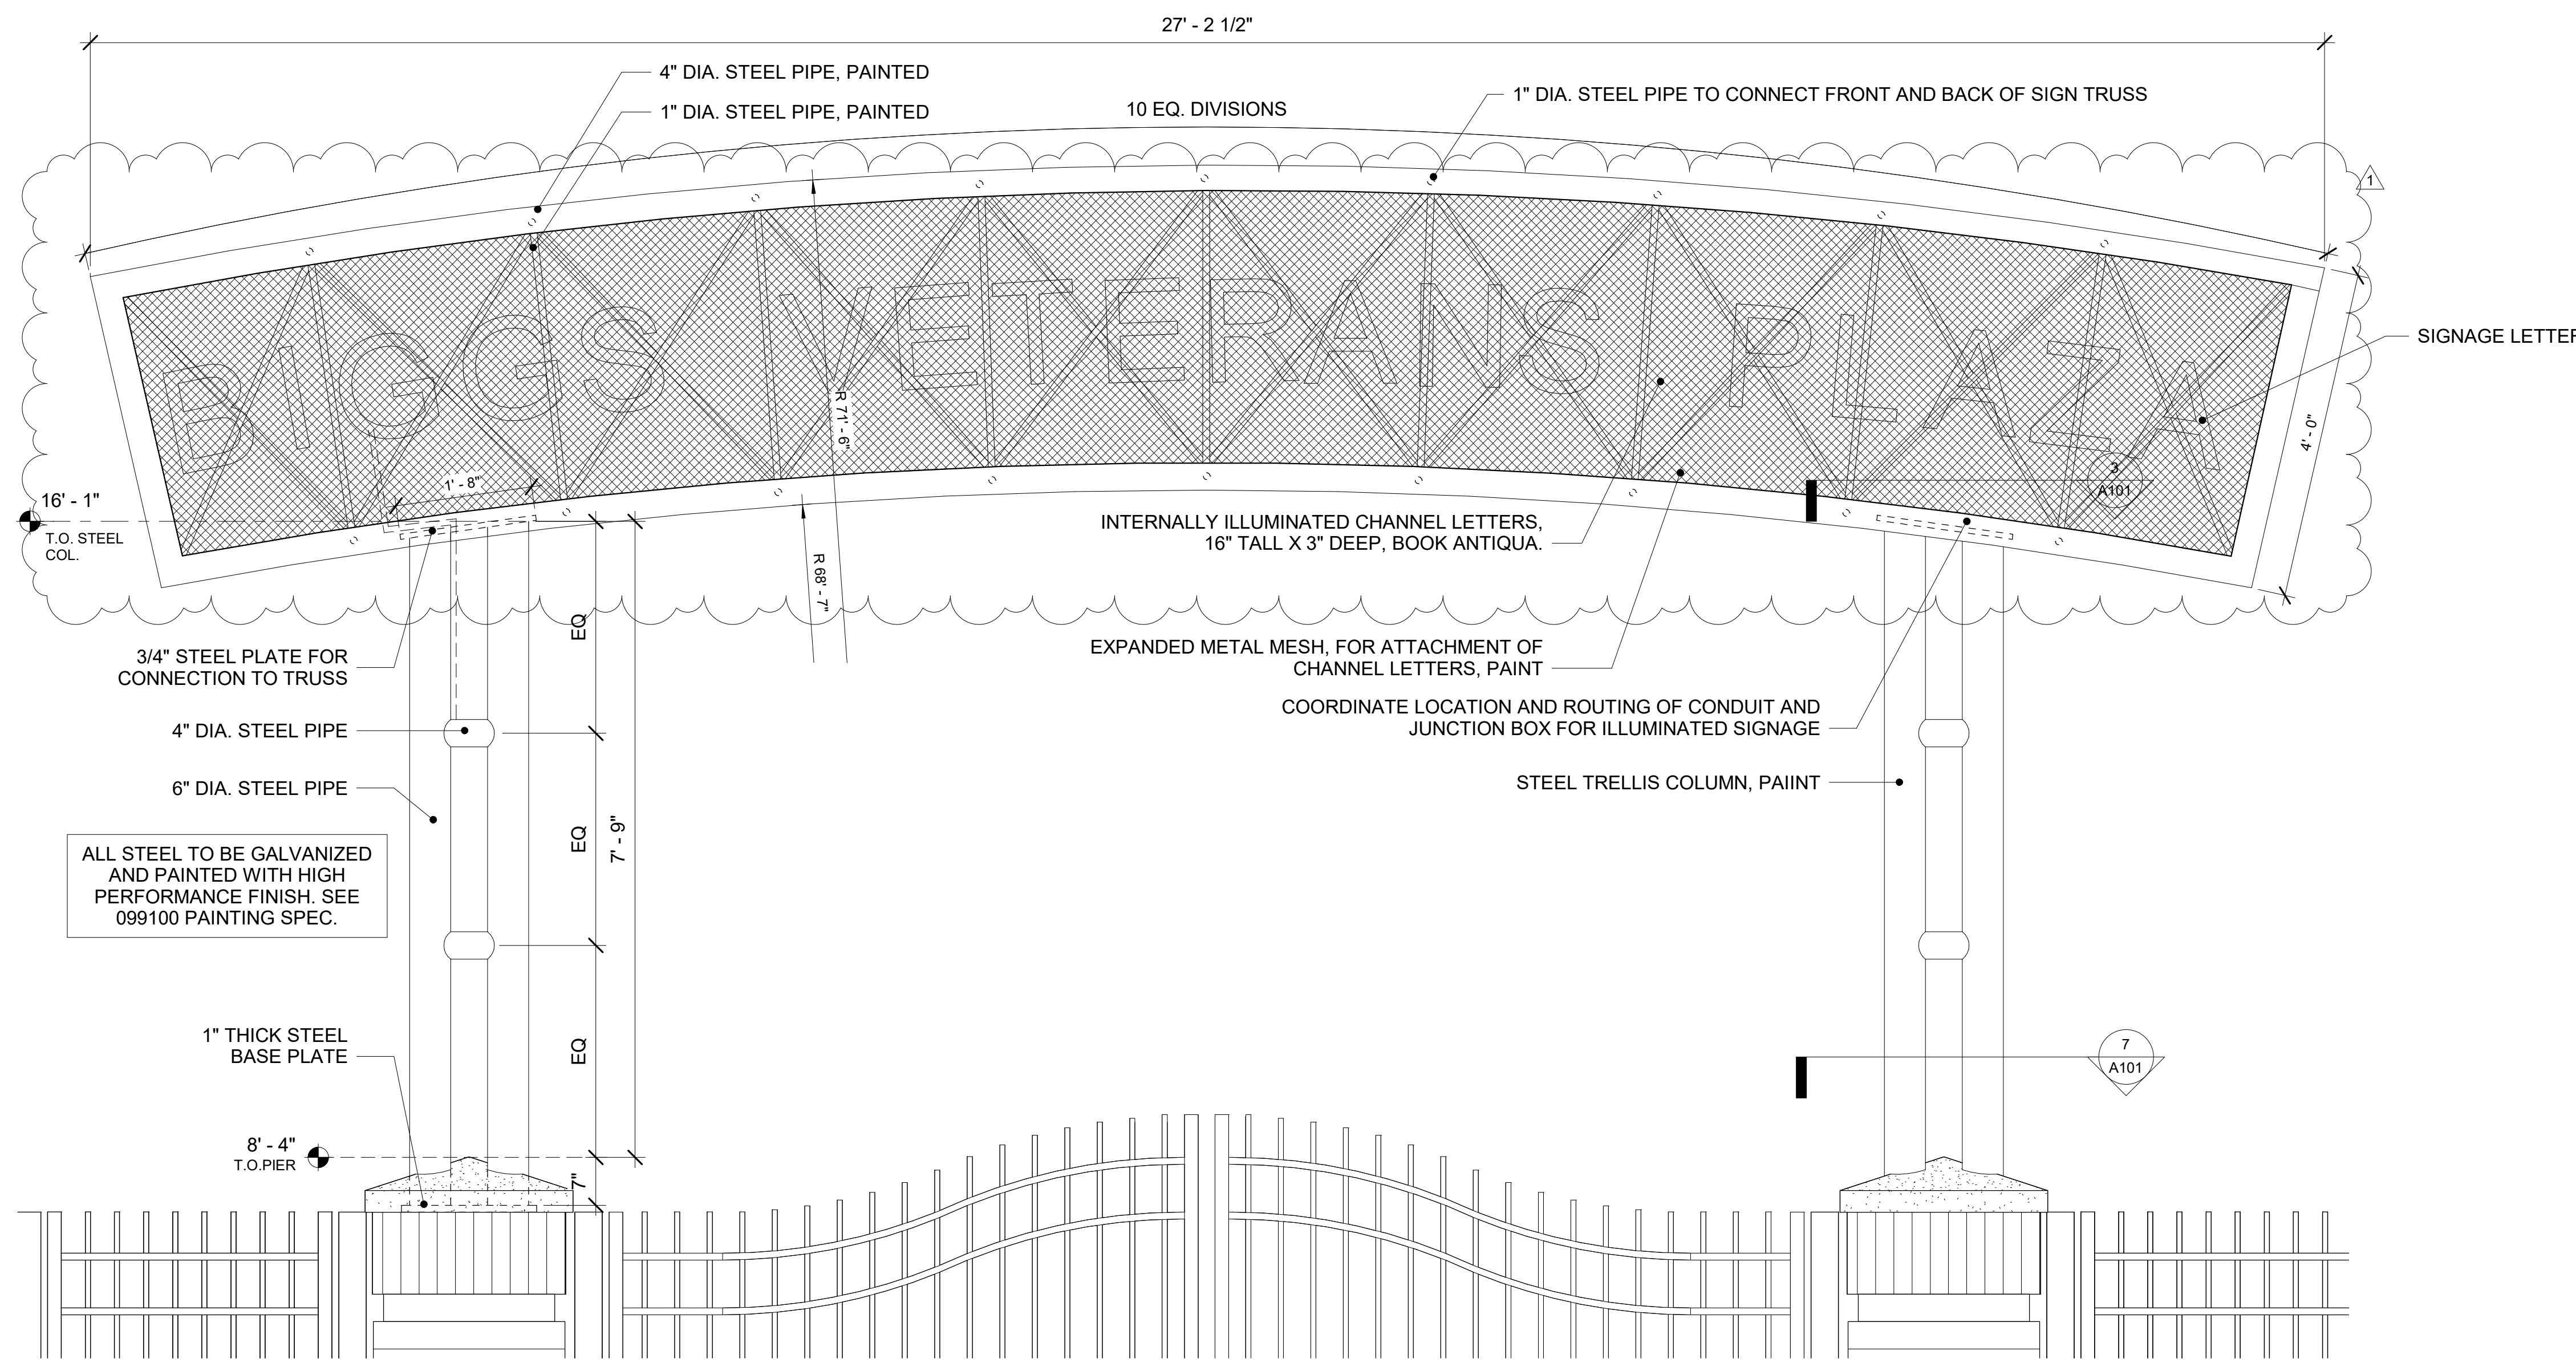 27' - 2 1/2"
4" DIA. STEEL PIPE, PAINTED
1" DIA. STEEL PIPE TO CONNECT FRONT AND BACK OF SIGN TRUSS
1" DIA. STEEL PIPE, PAINTED
10 EQ. DIVISIONS
1
BIGGS VETERANS PLAZA
SIGNAGE LETTER
R 71' - 6"
4' - 0"
1' - 8"
3
A101
16' - 1"
T.O. STEEL
COL.
INTERNALLY ILLUMINATED CHANNEL LETTERS,
16" TALL X 3" DEEP, BOOK ANTIQUA.
R 68' - 7"
EQ
EXPANDED METAL MESH, FOR ATTACHMENT OF
CHANNEL LETTERS, PAINT
3/4" STEEL PLATE FOR
CONNECTION TO TRUSS
COORDINATE LOCATION AND ROUTING OF CONDUIT AND
JUNCTION BOX FOR ILLUMINATED SIGNAGE
4" DIA. STEEL PIPE
6" DIA. STEEL PIPE
STEEL TRELLIS COLUMN, PAIINT
EQ
7' - 9"
ALL STEEL TO BE GALVANIZED
AND PAINTED WITH HIGH
PERFORMANCE FINISH. SEE
099100 PAINTING SPEC.
1" THICK STEEL
BASE PLATE
EQ
7
A101
8' - 4"
T.O.PIER
7"